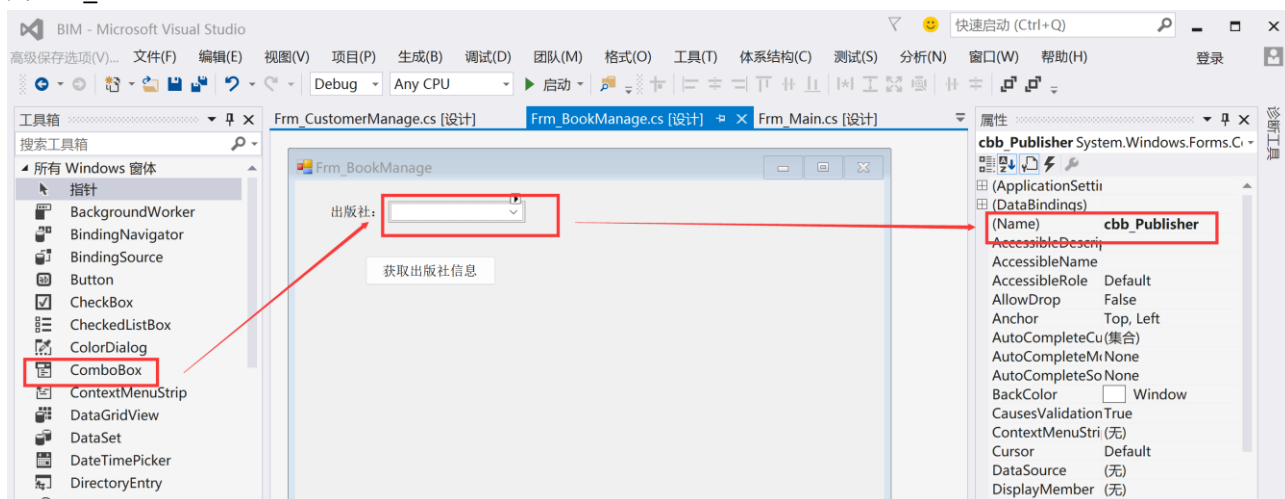 BIM - Microsoft Visual Studio
快速启动 (Ctrl+Q)
高级保存选项(V)... 文件(F) 编辑(E) 视图(V) 项目(P) 生成(B) 调试(D) 团队(M) 格式(O) 工具(T) 体系结构(C) 测试(S) 分析(N) 窗口(W) 帮助(H) 登录
Debug Any CPU 启动
工具箱
搜索工具箱
所有 Windows 窗体
指针
BackgroundWorker
BindingNavigator
BindingSource
Button
CheckBox
CheckedListBox
ColorDialog
ComboBox
ContextMenuStrip
DataGridView
DataSet
DateTimePicker
DirectoryEntry
Frm_CustomerManage.cs [设计] Frm_BookManage.cs [设计] Frm_Main.cs [设计]
Frm_BookManage
出版社:
获取出版社信息
属性
cbb_Publisher System.Windows.Forms.Co
(ApplicationSettin
(DataBindings)
(Name) cbb_Publisher
AccessibleDescrip
AccessibleName
AccessibleRole Default
AllowDrop False
Anchor Top, Left
AutoCompleteCu (集合)
AutoCompleteMo None
AutoCompleteSo None
BackColor Window
CausesValidation True
ContextMenuStri (无)
Cursor Default
DataSource (无)
DisplayMember (无)
诊断工具